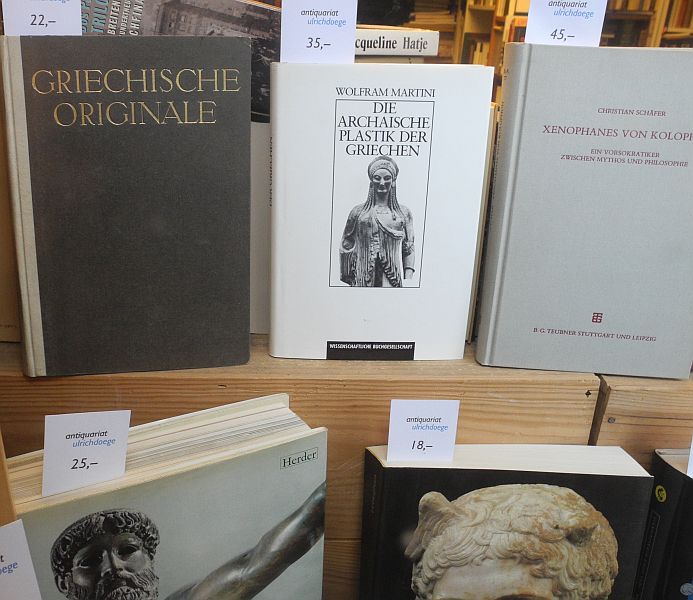 22,–
antiquariat
ulrichdoege
35,–
antiquariat
ulrichdoege
45,–
Jacqueline Hatje
GRIECHISCHE
ORIGINALE
WOLFRAM MARTINI
DIE
ARCHAISCHE
PLASTIK DER
GRIECHEN
WISSENSCHAFTLICHE BUCHGESELLSCHAFT
CHRISTIAN SCHÄFER
XENOPHANES VON KOLOPH
EIN VORSOKRATIKER
ZWISCHEN MYTHOS UND PHILOSOPHIE
B. G. TEUBNER STUTTGART UND LEIPZIG
antiquariat
ulrichdoege
25,–
Herder
antiquariat
ulrichdoege
18,–
antiquariat